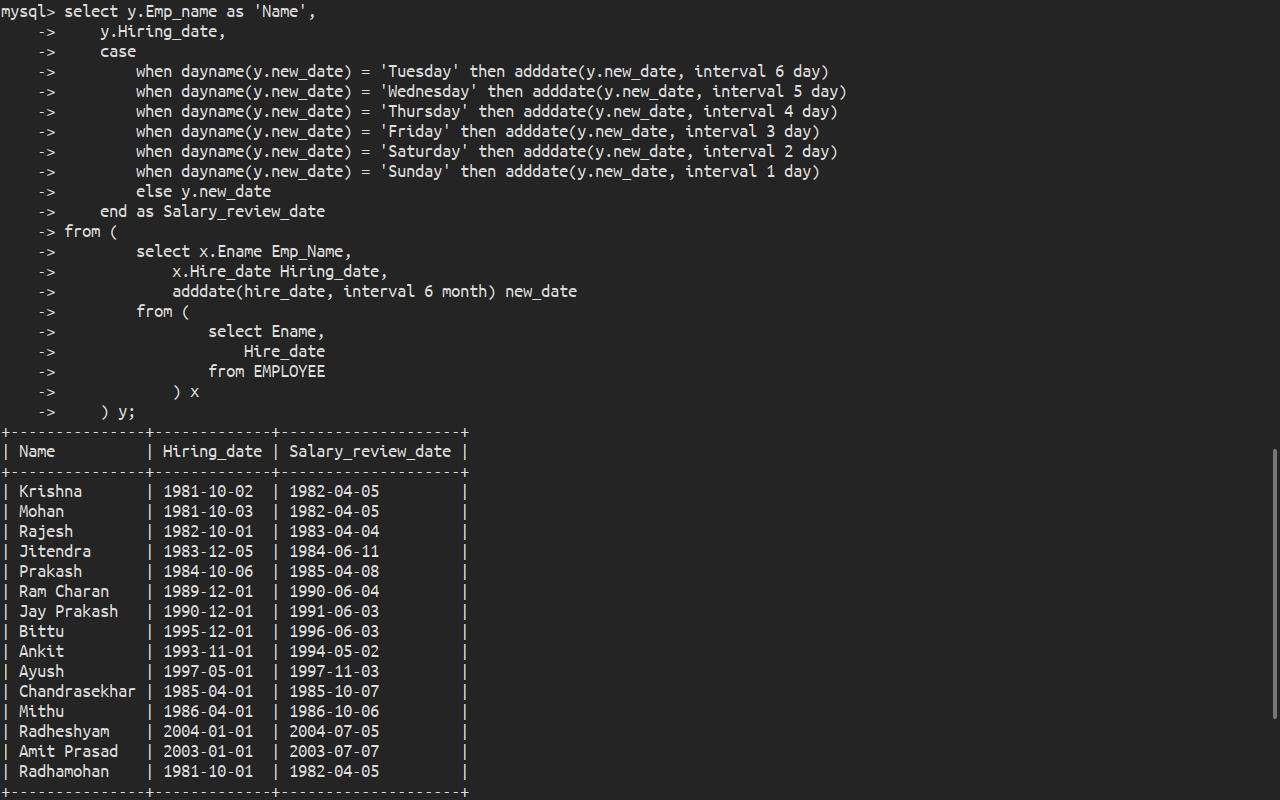 mysql> select y.Emp_name as 'Name',
    ->     y.Hiring_date,
    ->     case
    ->         when dayname(y.new_date) = 'Tuesday' then adddate(y.new_date, interval 6 day)
    ->         when dayname(y.new_date) = 'Wednesday' then adddate(y.new_date, interval 5 day)
    ->         when dayname(y.new_date) = 'Thursday' then adddate(y.new_date, interval 4 day)
    ->         when dayname(y.new_date) = 'Friday' then adddate(y.new_date, interval 3 day)
    ->         when dayname(y.new_date) = 'Saturday' then adddate(y.new_date, interval 2 day)
    ->         when dayname(y.new_date) = 'Sunday' then adddate(y.new_date, interval 1 day)
    ->         else y.new_date
    ->     end as Salary_review_date
    -> from (
    ->         select x.Ename Emp_Name,
    ->             x.Hire_date Hiring_date,
    ->             adddate(hire_date, interval 6 month) new_date
    ->         from (
    ->                 select Ename,
    ->                     Hire_date
    ->                 from EMPLOYEE
    ->             ) x
    ->     ) y;
+---------------+-------------+--------------------+
| Name          | Hiring_date | Salary_review_date |
+---------------+-------------+--------------------+
| Krishna       | 1981-10-02  | 1982-04-05         |
| Mohan         | 1981-10-03  | 1982-04-05         |
| Rajesh        | 1982-10-01  | 1983-04-04         |
| Jitendra      | 1983-12-05  | 1984-06-11         |
| Prakash       | 1984-10-06  | 1985-04-08         |
| Ram Charan    | 1989-12-01  | 1990-06-04         |
| Jay Prakash   | 1990-12-01  | 1991-06-03         |
| Bittu         | 1995-12-01  | 1996-06-03         |
| Ankit         | 1993-11-01  | 1994-05-02         |
| Ayush         | 1997-05-01  | 1997-11-03         |
| Chandrasekhar | 1985-04-01  | 1985-10-07         |
| Mithu         | 1986-04-01  | 1986-10-06         |
| Radheshyam    | 2004-01-01  | 2004-07-05         |
| Amit Prasad   | 2003-01-01  | 2003-07-07         |
| Radhamohan    | 1981-10-01  | 1982-04-05         |
+---------------+-------------+--------------------+